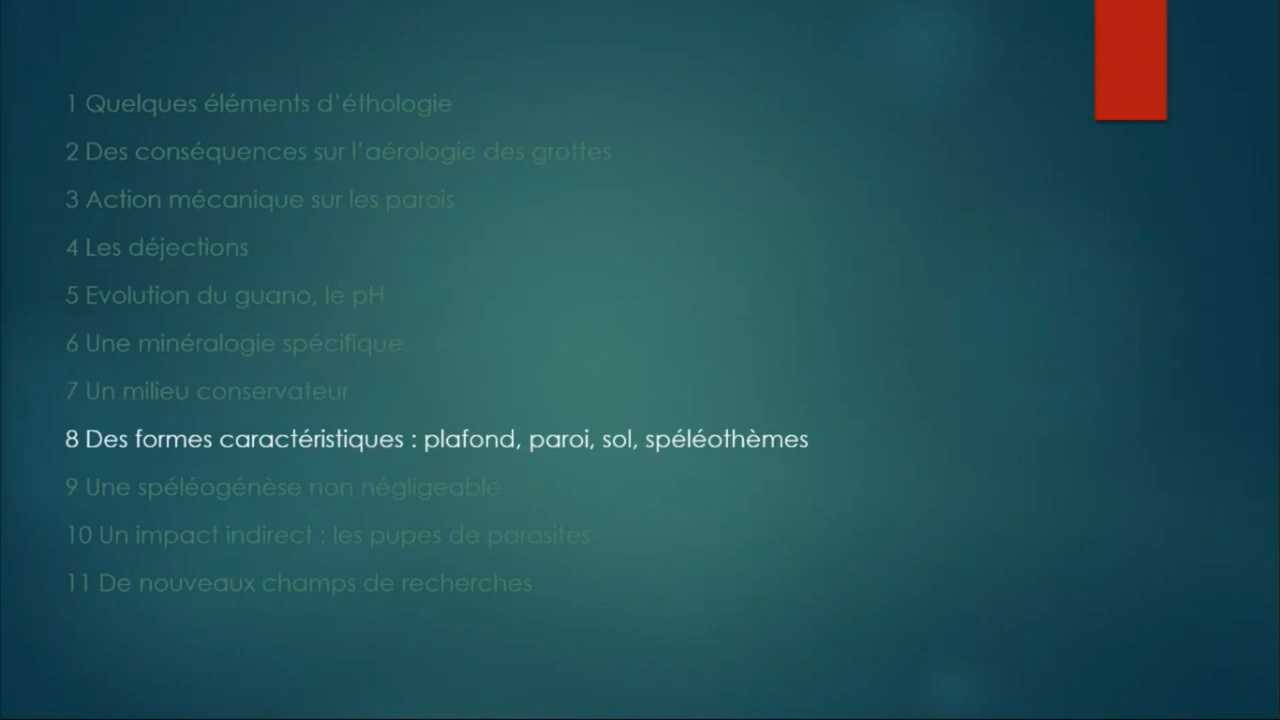 1 Quelques éléments d’éthologie
2 Des conséquences sur l’aérologie des grottes
3 Action mécanique sur les parois
4 Les déjections
5 Evolution du guano, le pH
6 Une minéralogie spécifique
7 Un milieu conservateur
8 Des formes caractéristiques : plafond, paroi, sol, spéléothèmes
9 Une spéléogénèse non négligeable
10 Un impact indirect : les pupes de parasites
11 De nouveaux champs de recherches